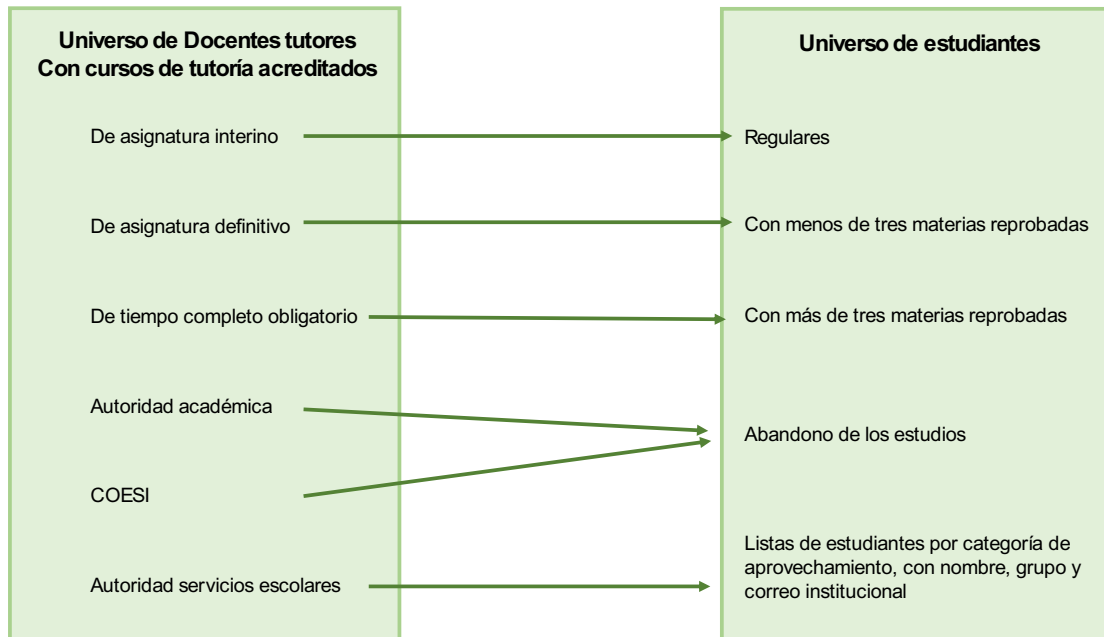 Universo de Docentes tutores
Con cursos de tutoría acreditados
De asignatura interino
De asignatura definitivo
De tiempo completo obligatorio
Autoridad académica
COESI
Autoridad servicios escolares
Universo de estudiantes
Regulares
Con menos de tres materias reprobadas
Con más de tres materias reprobadas
Abandono de los estudios
Listas de estudiantes por categoría de
aprovechamiento, con nombre, grupo y
correo institucional